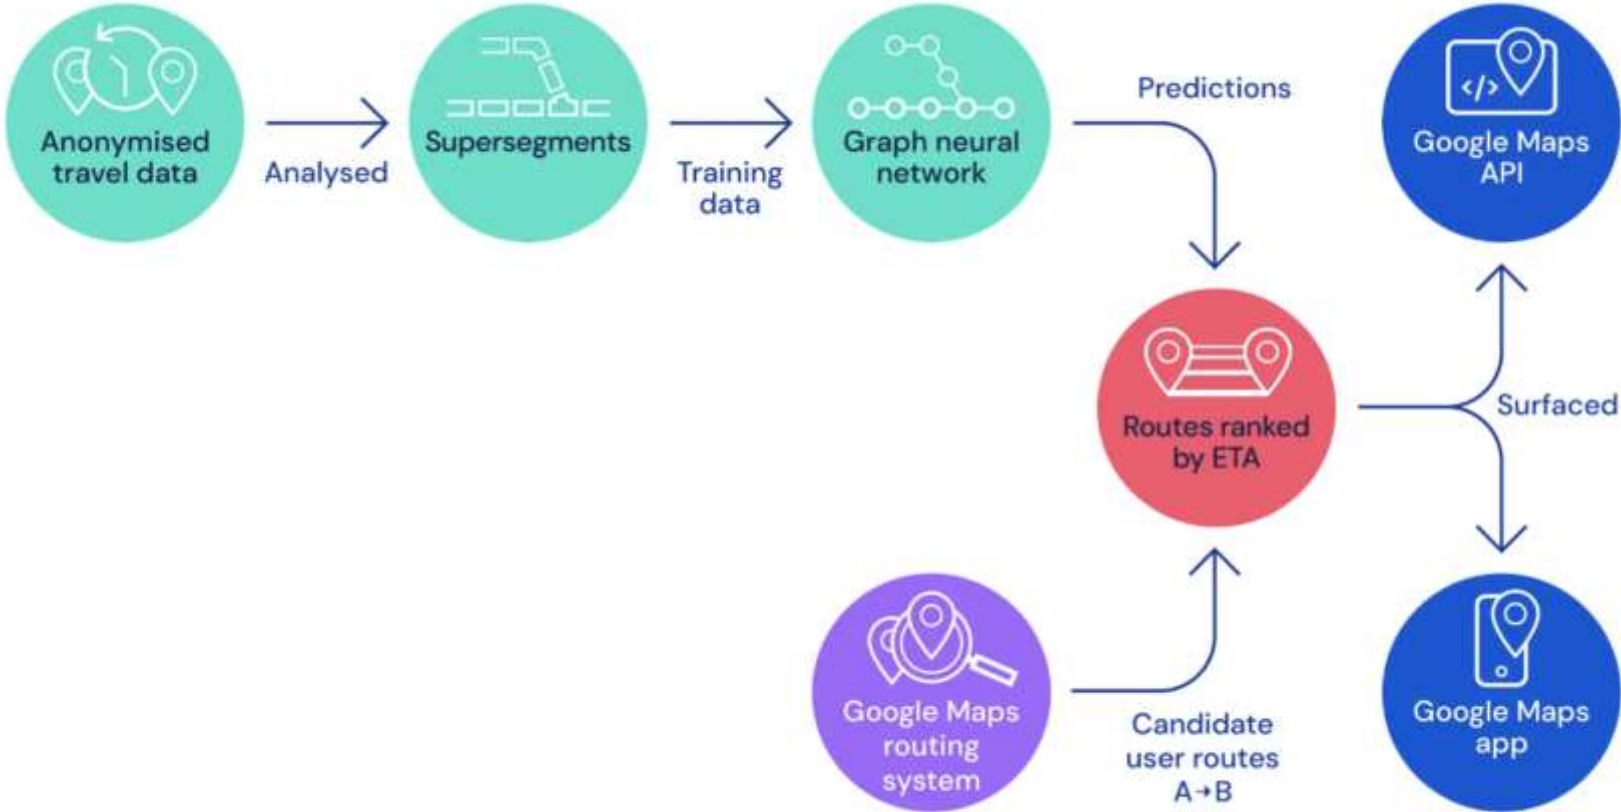 Anonymised
travel data
Analysed
Supersegments
Training
data
Graph neural
network
Predictions
</>
Google Maps
API
Routes ranked
by ETA
Surfaced
Google Maps
routing
system
Candidate
user routes
A→B
Google Maps
app